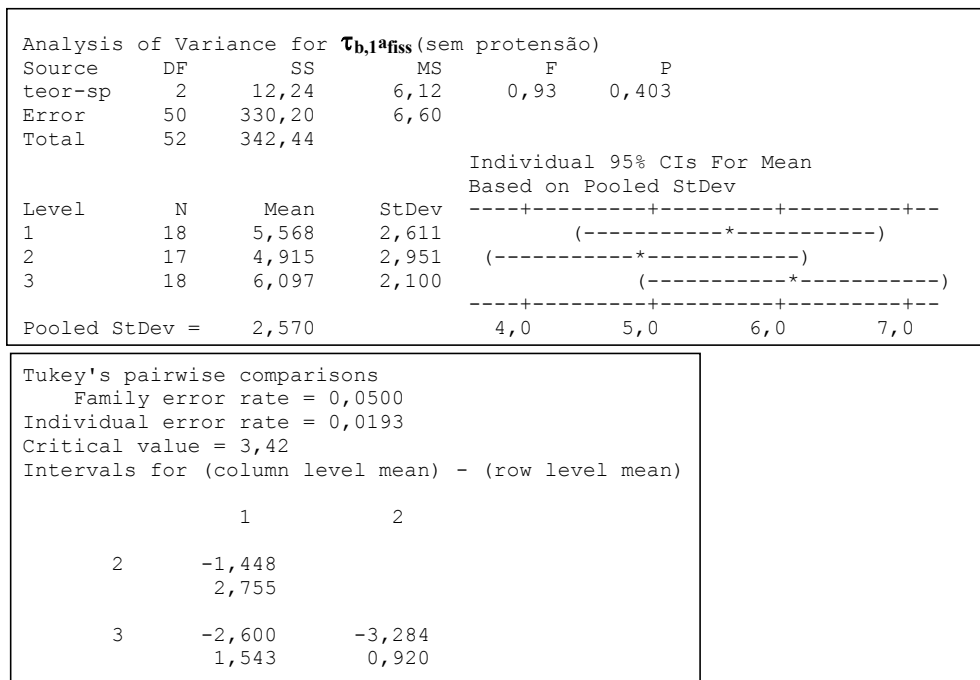 Analysis of Variance for τb,1ªfiss(sem protensão)
Source     DF        SS        MS        F        P
teor-sp     2     12,24      6,12     0,93    0,403
Error      50    330,20      6,60
Total      52    342,44
                                   Individual 95% CIs For Mean
                                   Based on Pooled StDev
Level       N      Mean     StDev  ----+---------+---------+---------+--
1          18     5,568     2,611          (-----------*-----------)
2          17     4,915     2,951   (-----------*------------)
3          18     6,097     2,100               (-----------*-----------)
                                   ----+---------+---------+---------+--
Pooled StDev =    2,570              4,0       5,0       6,0       7,0
Tukey's pairwise comparisons
    Family error rate = 0,0500
Individual error rate = 0,0193
Critical value = 3,42
Intervals for (column level mean) - (row level mean)
                 1           2
       2      -1,448
               2,755
       3      -2,600      -3,284
               1,543       0,920